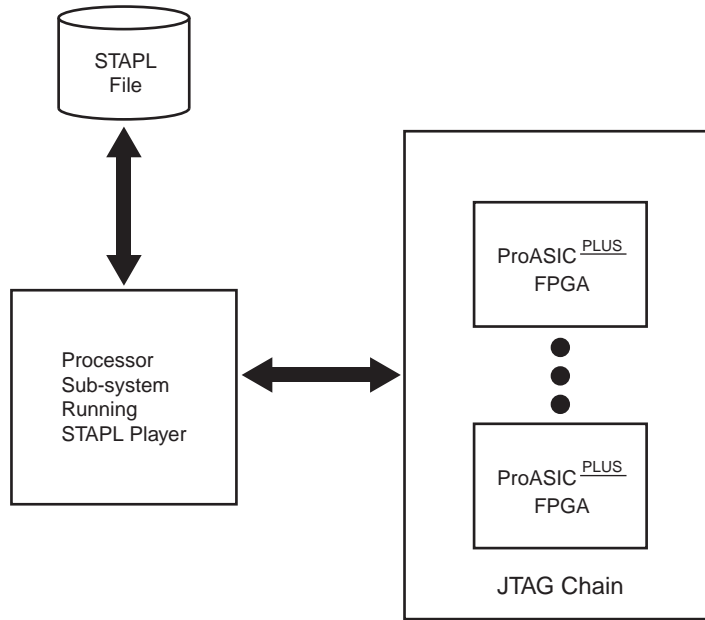 STAPL
File
Processor
Sub-system
Running
STAPL Player
ProASIC PLUS
FPGA
ProASIC PLUS
FPGA
JTAG Chain